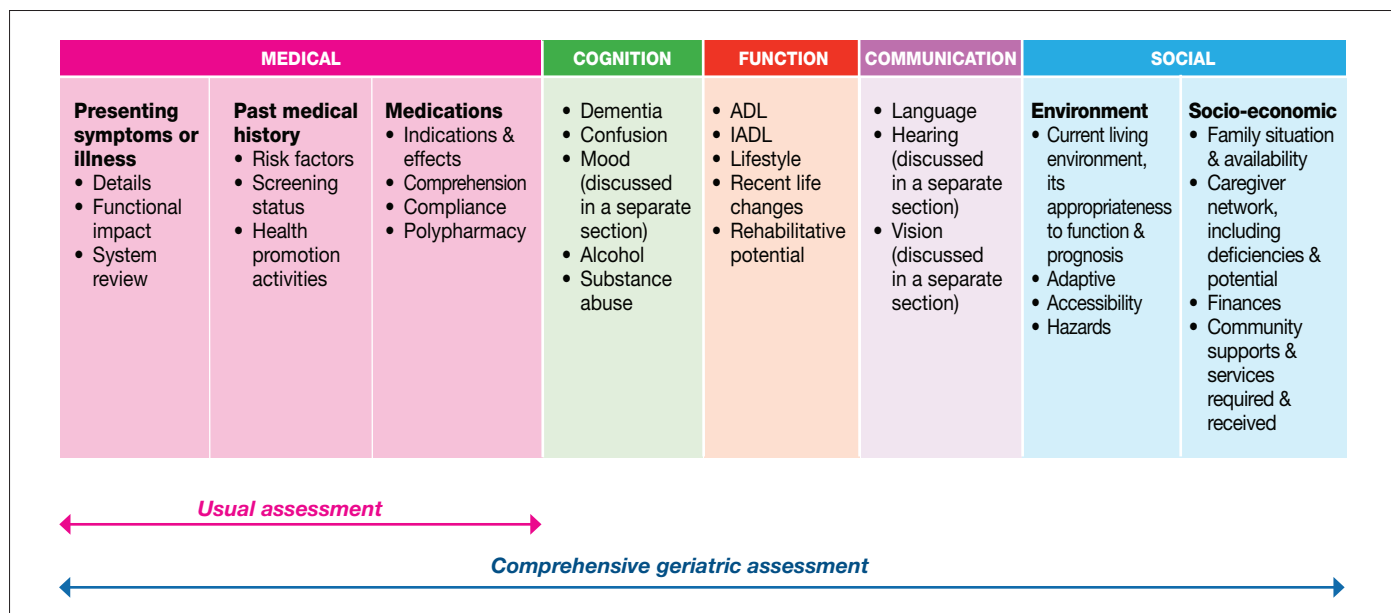 MEDICAL
COGNITION
FUNCTION
COMMUNICATION
SOCIAL
Presenting
symptoms or
illness
• Details
• Functional
impact
• System
review
Past medical
history
• Risk factors
• Screening
status
• Health
promotion
activities
Medications
• Indications &
effects
• Comprehension
• Compliance
• Polypharmacy
• Dementia
• Confusion
• Mood
(discussed
in a separate
section)
• Alcohol
• Substance
abuse
• ADL
• IADL
• Lifestyle
• Recent life
changes
• Rehabilitative
potential
• Language
• Hearing
(discussed
in a separate
section)
• Vision
(discussed
in a separate
section)
Environment
• Current living
environment,
its
appropriateness
to function &
prognosis
• Adaptive
• Accessibility
• Hazards
Socio-economic
• Family situation
& availability
• Caregiver
network,
including
deficiencies &
potential
• Finances
• Community
supports &
services
required &
received
Usual assessment
Comprehensive geriatric assessment